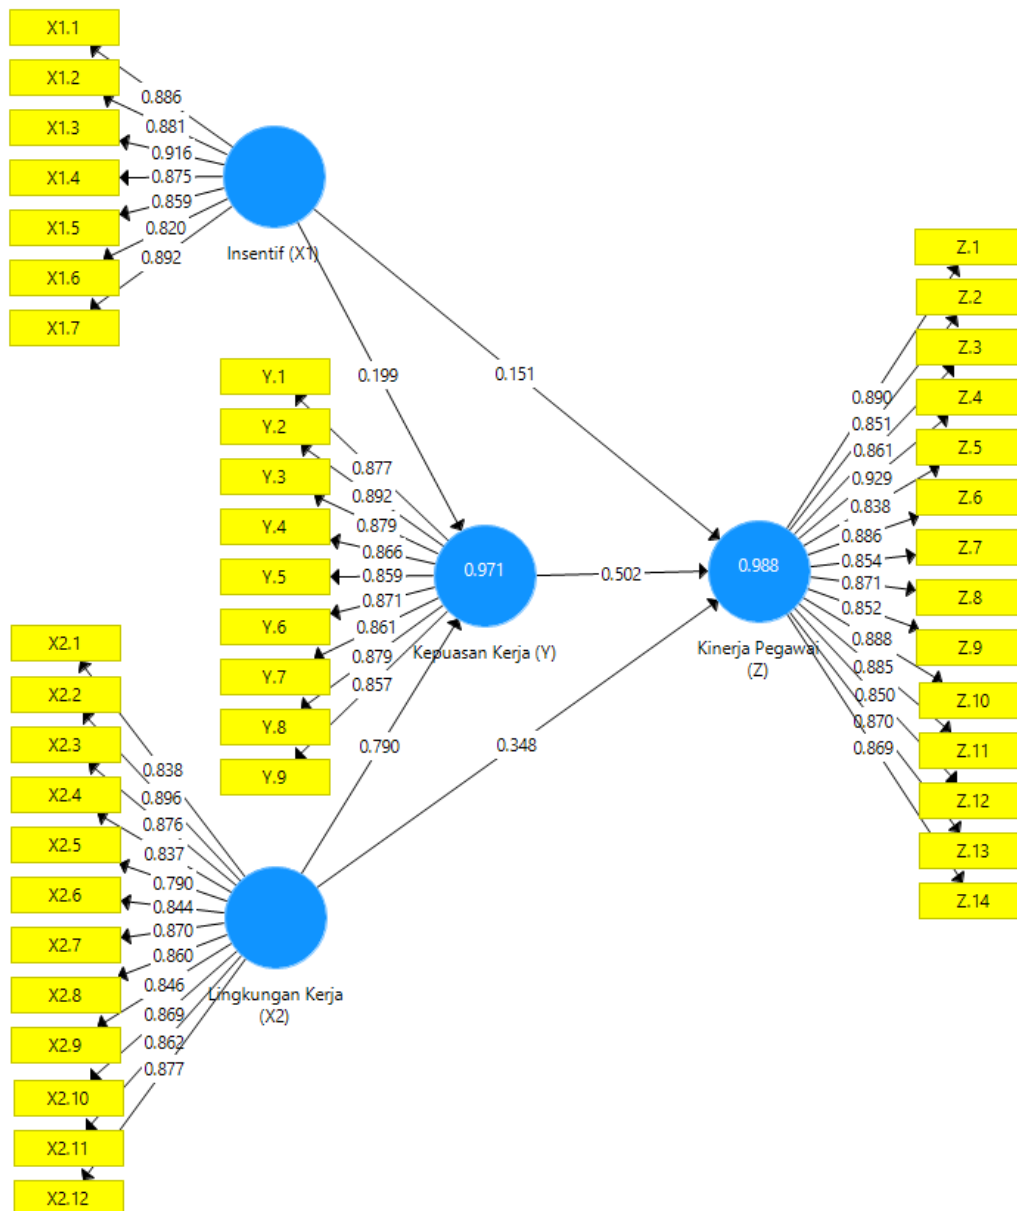 X1.1
X1.2
X1.3
X1.4
X1.5
X1.6
X1.7
0.886
0.881
0.916
0.875
0.859
0.820
0.892
Insentif (X1)
0.199
0.151
Y.1
Y.2
Y.3
Y.4
Y.5
Y.6
Y.7
Y.8
Y.9
0.877
0.892
0.879
0.866
0.859
0.871
0.861
0.879
0.857
0.971
Kepuasan Kerja (Y)
0.502
0.790
0.348
0.988
Kinerja Pegawai
(Z)
Z.1
Z.2
Z.3
Z.4
Z.5
Z.6
Z.7
Z.8
Z.9
Z.10
Z.11
Z.12
Z.13
Z.14
0.890
0.851
0.861
0.929
0.838
0.886
0.854
0.871
0.852
0.888
0.885
0.850
0.870
0.869
X2.1
X2.2
X2.3
X2.4
X2.5
X2.6
X2.7
X2.8
X2.9
X2.10
X2.11
X2.12
0.838
0.896
0.876
0.837
0.790
0.844
0.870
0.860
0.846
0.869
0.862
0.877
Lingkungan Kerja
(X2)